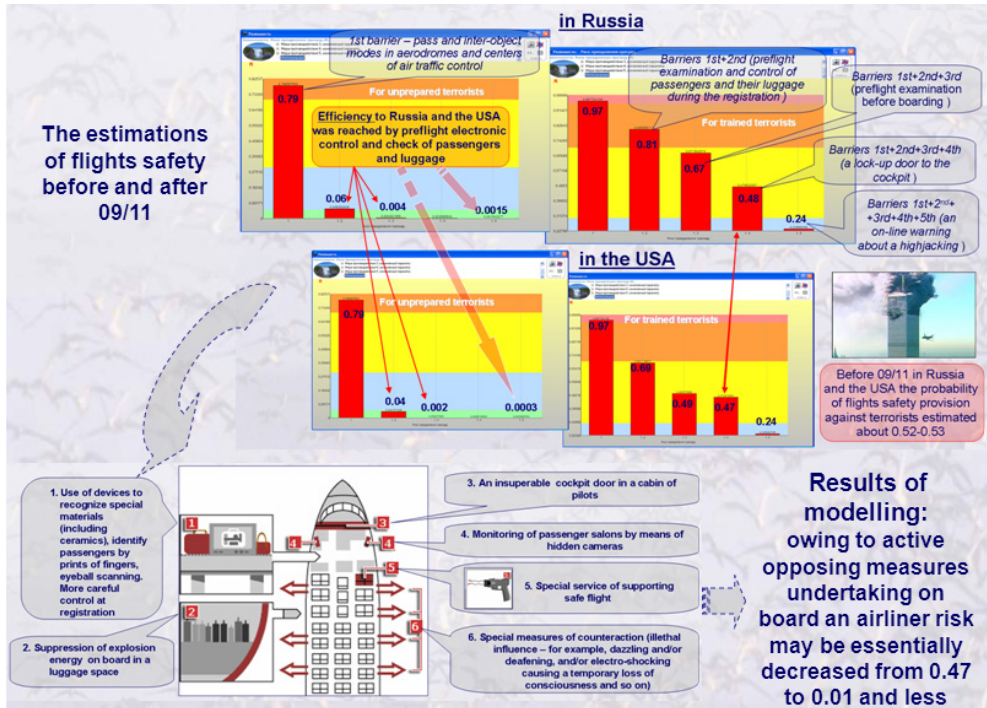 in Russia
The estimations
of flights safety
before and after
09/11
1st barrier – pass and inter-object
modes in aerodromes and centers
of air traffic control
For unprepared terrorists
0.79
Efficiency to Russia and the USA
was reached by preflight electronic
control and check of passengers
and luggage
0.06
0.004
0.0015
Barriers 1st+2nd (preflight
examination and control of
passengers and their luggage
during the registration )
For trained terrorists
0.97
0.81
0.67
0.48
0.24
Barriers 1st+2nd+3rd
(preflight examination
before boarding )
Barriers 1st+2nd+3rd+4th
(a lock-up door to the
cockpit )
Barriers 1st+2nd+
+3rd+4th+5th (an
on-line warning
about a highjacking )
in the USA
For unprepared terrorists
0.79
0.04
0.002
0.0003
For trained terrorists
0.97
0.69
0.49
0.47
0.24
Before 09/11 in Russia
and the USA the probability
of flights safety provision
against terrorists estimated
about 0.52-0.53
1. Use of devices to
recognize special
materials
(including ceramics),
identify passengers by
prints of fingers,
eyeball scanning.
More careful
control at
registration
2. Suppression of explosion
energy on board in a
luggage space
1
2
3
4
4
5
6
3. An insuperable cockpit door in a cabin of
pilots
4. Monitoring of passenger salons by means of
hidden cameras
5. Special service of supporting
safe flight
6. Special measures of counteraction (illethal
influence – for example, dazzling and/or
deafening, and/or electro-shocking
causing a temporary loss of
consciousness and so on)
Results of
modelling:
owing to active
opposing measures
undertaking on
board an airliner risk
may be essentially
decreased from 0.47
to 0.01 and less